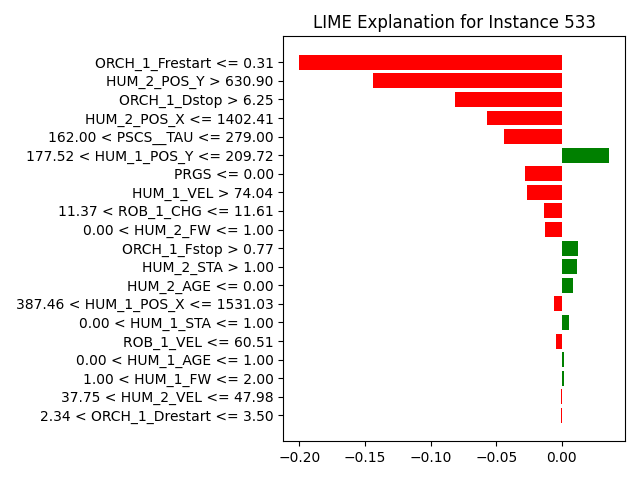 LIME Explanation for Instance 533
ORCH_1_Frestart <= 0.31
HUM_2_POS_Y > 630.90
ORCH_1_Dstop > 6.25
HUM_2_POS_X <= 1402.41
162.00 < PSCS__TAU <= 279.00
177.52 < HUM_1_POS_Y <= 209.72
PRGS <= 0.00
HUM_1_VEL > 74.04
11.37 < ROB_1_CHG <= 11.61
0.00 < HUM_2_FW <= 1.00
ORCH_1_Fstop > 0.77
HUM_2_STA > 1.00
HUM_2_AGE <= 0.00
387.46 < HUM_1_POS_X <= 1531.03
0.00 < HUM_1_STA <= 1.00
ROB_1_VEL <= 60.51
0.00 < HUM_1_AGE <= 1.00
1.00 < HUM_1_FW <= 2.00
37.75 < HUM_2_VEL <= 47.98
2.34 < ORCH_1_Drestart <= 3.50
−0.20 −0.15 −0.10 −0.05 0.00